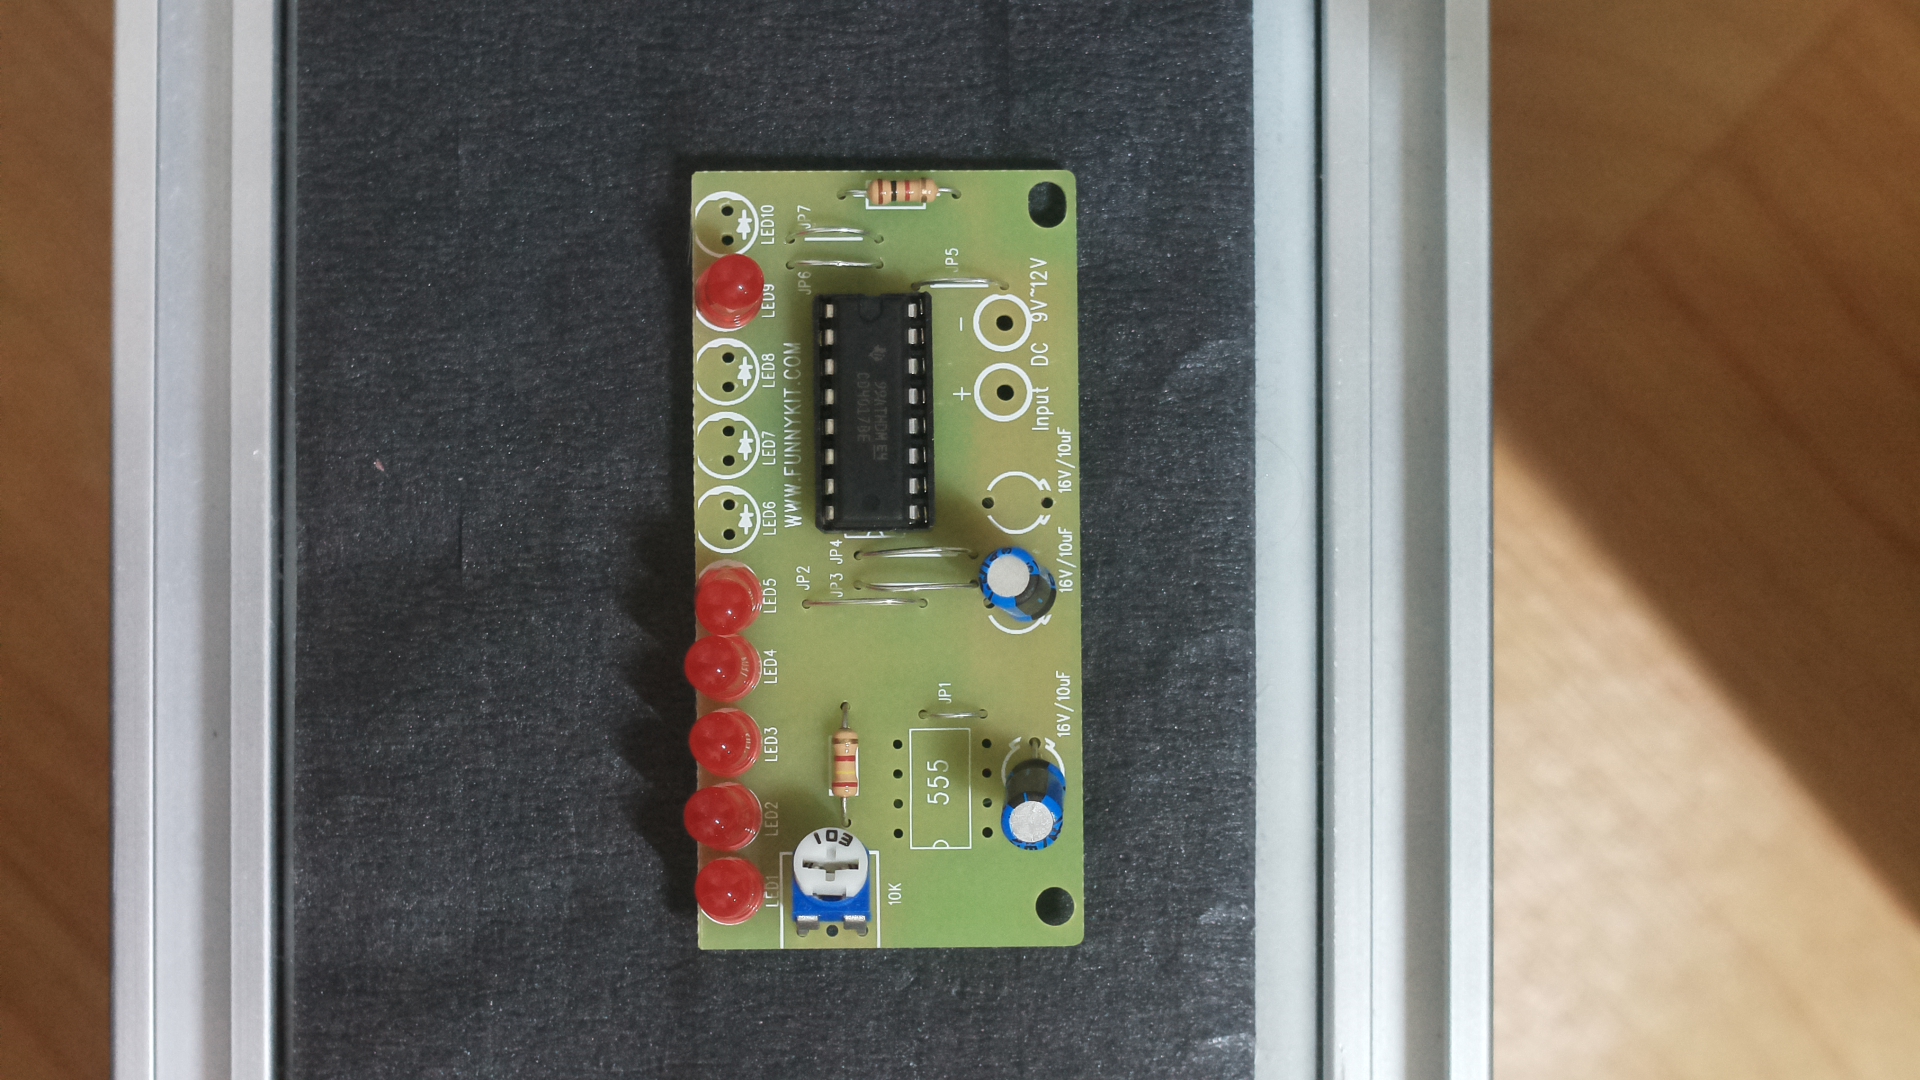 LED10
JP7
LED9
JP6
JP5
Input DC 9V~12V
-
+
LED8
LED7
LED6
WWW.FUNNYKIT.COM
16V/10uF
JP4
JP2
JP3
16V/10uF
LED5
LED4
LED3
LED2
LED1
JP1
16V/10uF
555
103
10K